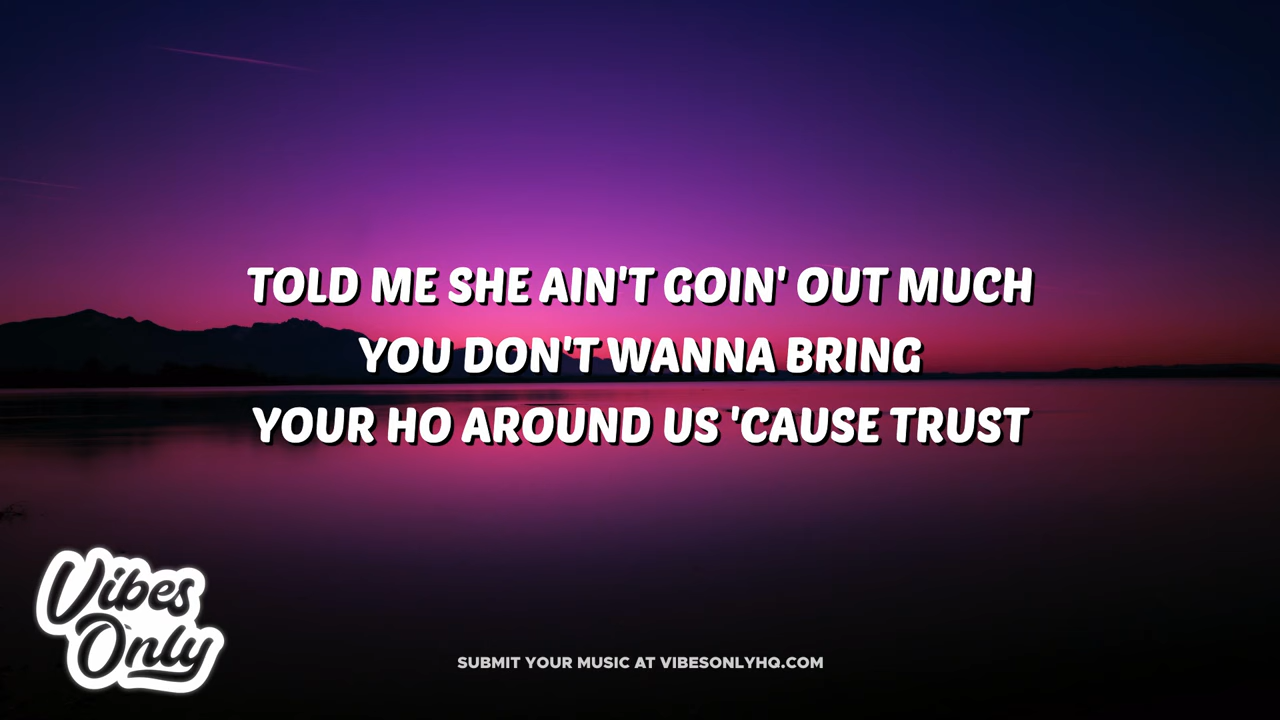 TOLD ME SHE AIN'T GOIN' OUT MUCH
YOU DON'T WANNA BRING
YOUR HO AROUND US 'CAUSE TRUST
Vibes
Only
SUBMIT YOUR MUSIC AT VIBESONLYHQ.COM